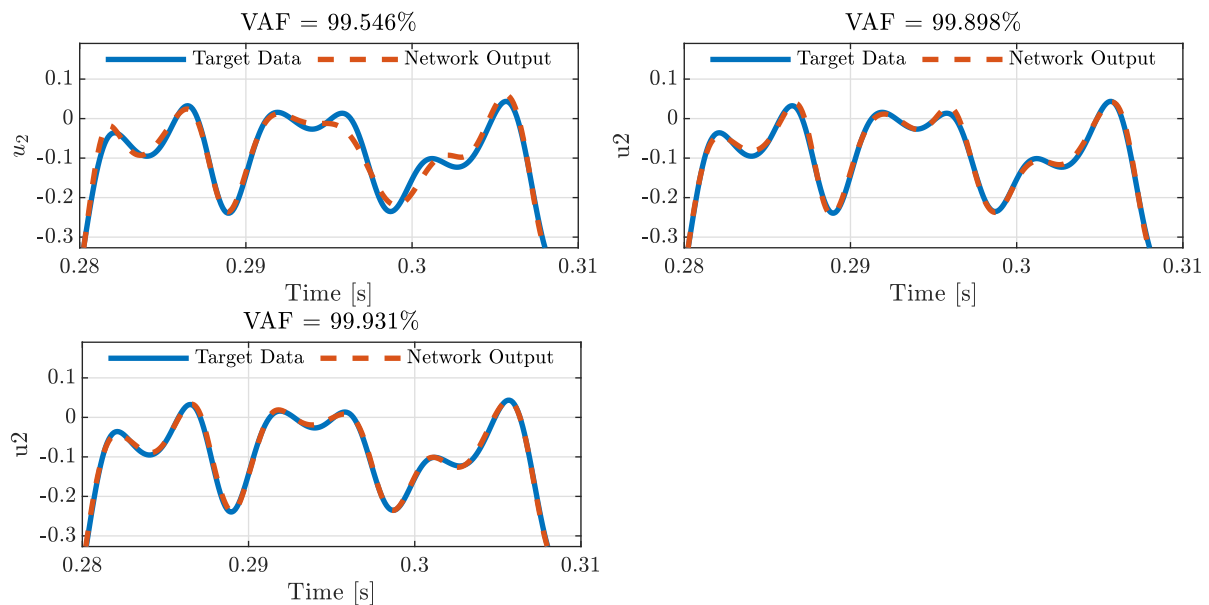 VAF = 99.546%
Target Data Network Output
0.1
0
-0.1
-0.2
-0.3
u2
0.28 0.29 0.3 0.31
Time [s]
VAF = 99.898%
Target Data Network Output
0.1
0
-0.1
-0.2
-0.3
u2
0.28 0.29 0.3 0.31
Time [s]
VAF = 99.931%
Target Data Network Output
0.1
0
-0.1
-0.2
-0.3
u2
0.28 0.29 0.3 0.31
Time [s]